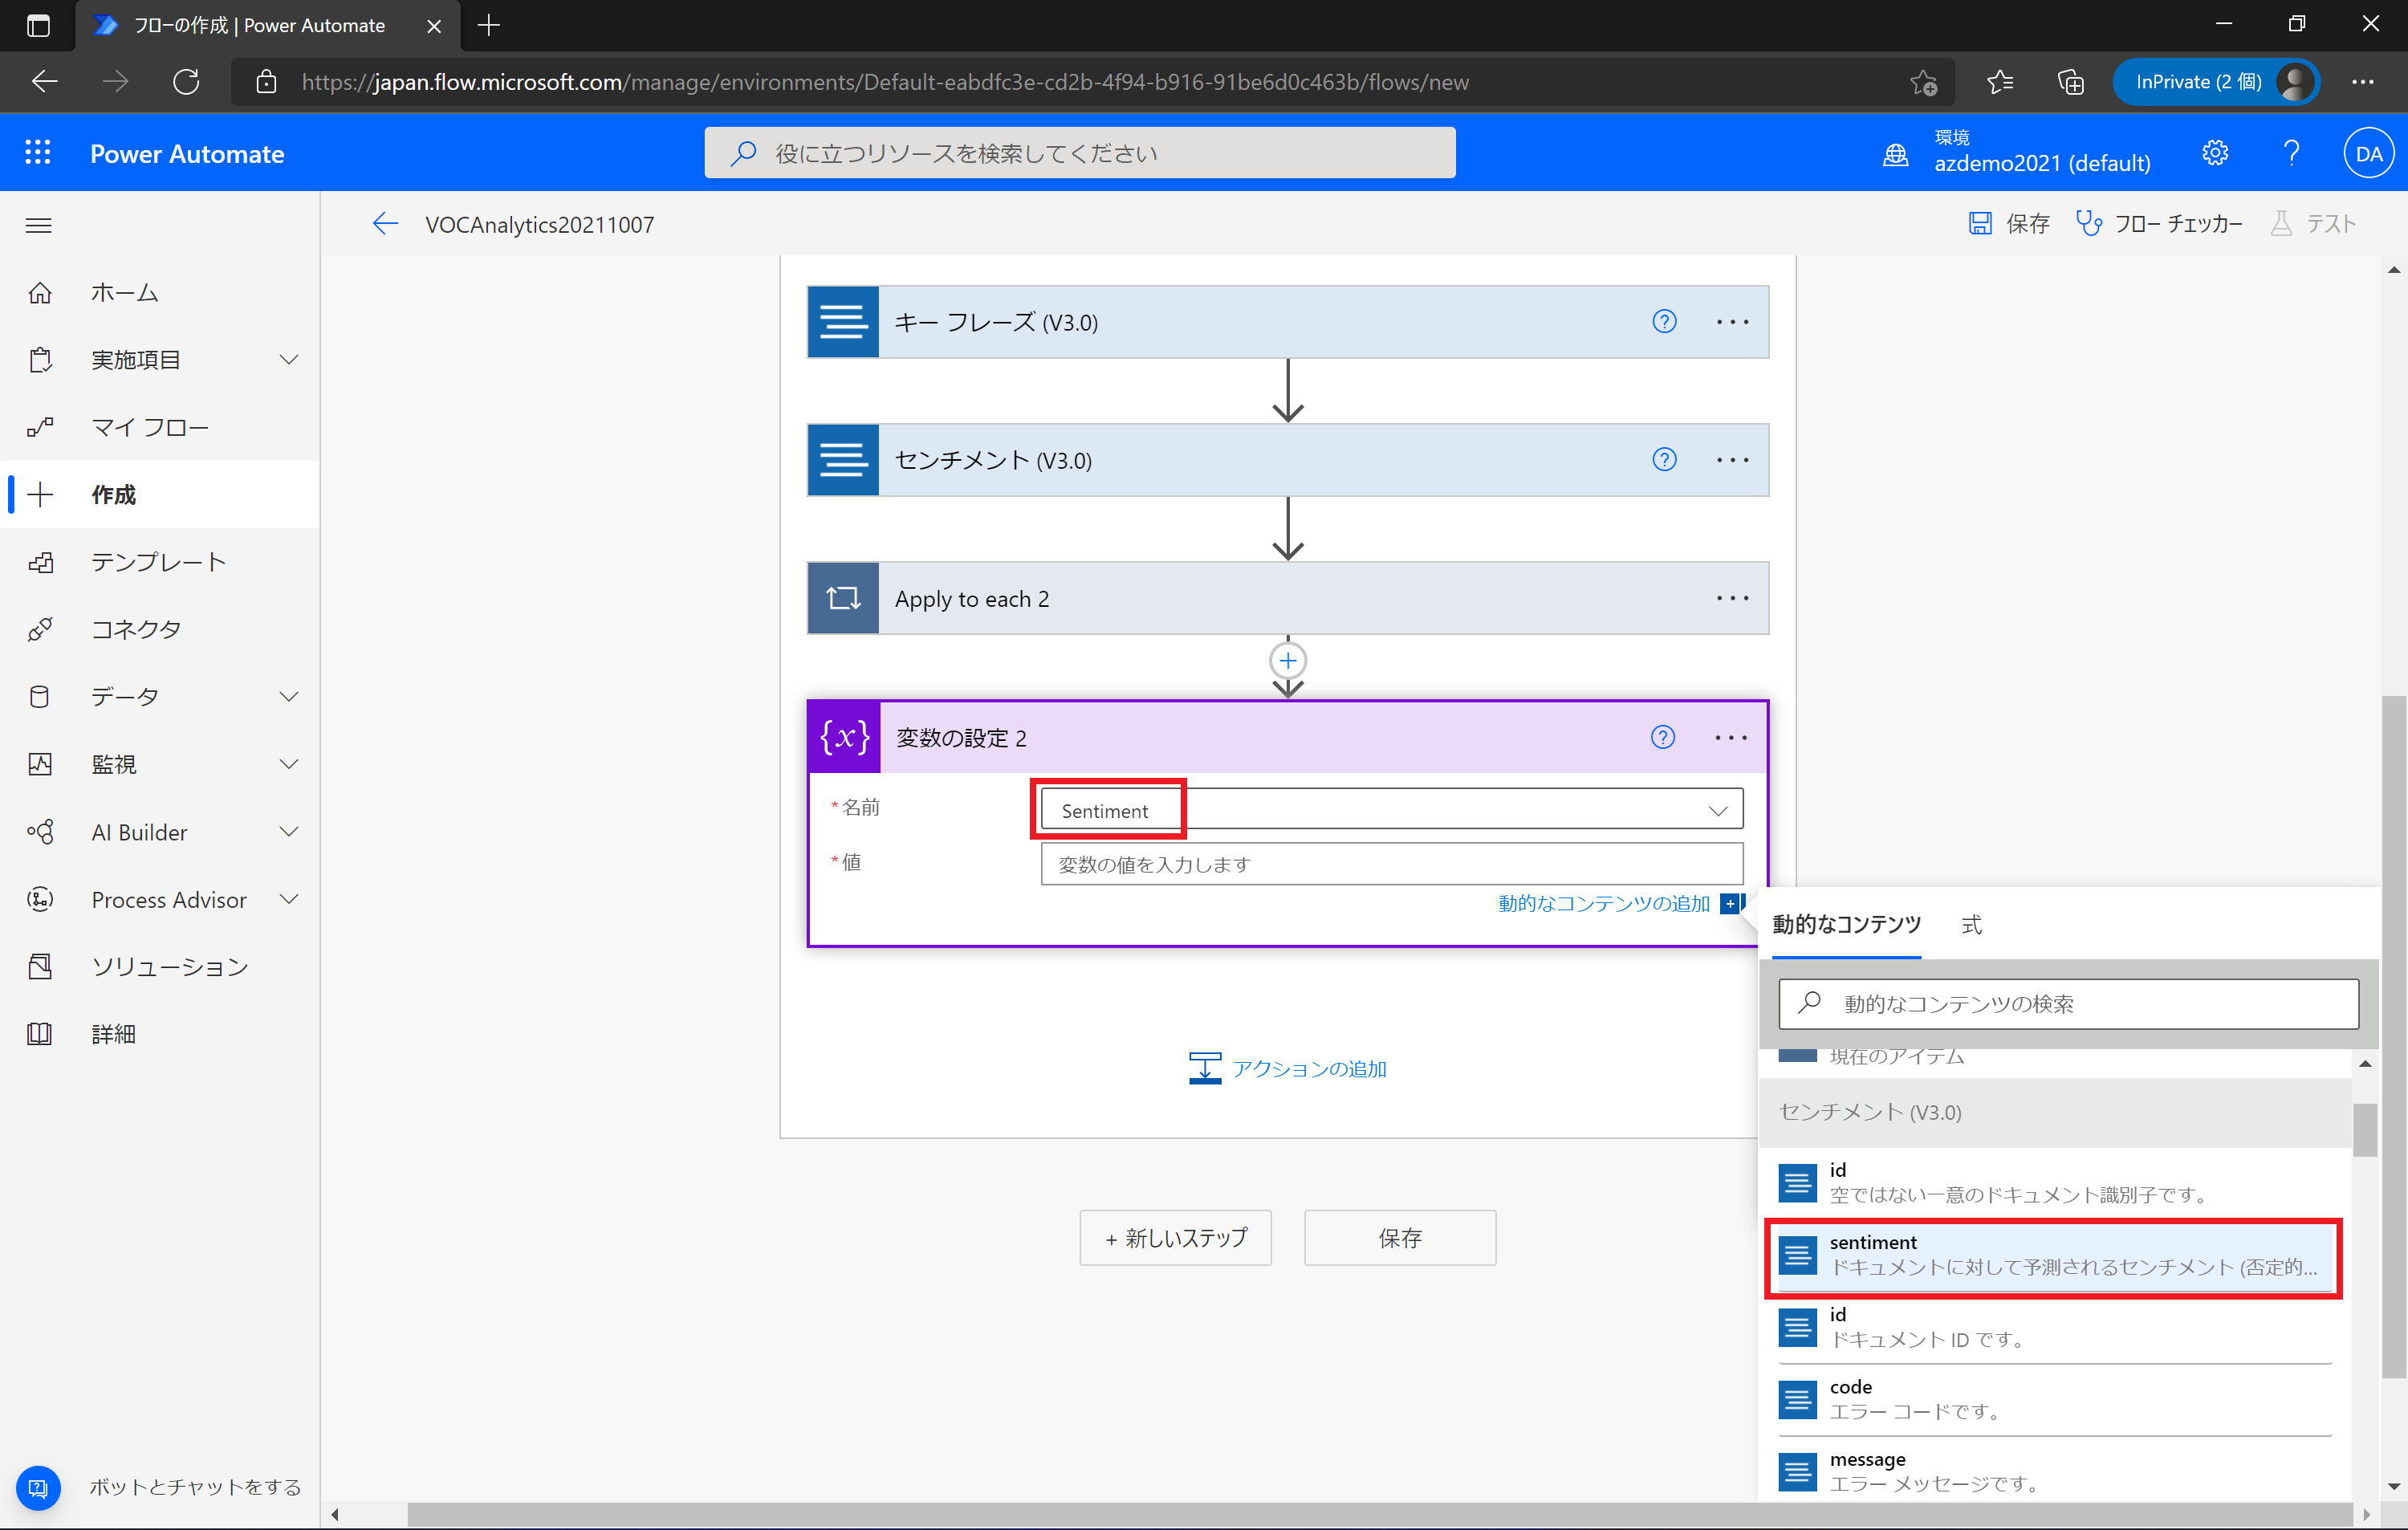 フローの作成 | Power Automate
https://japan.flow.microsoft.com/manage/environments/Default-eabdfc3e-cd2b-4f94-b916-91be6d0c463b/flows/new
InPrivate (2 個)
Power Automate
役に立つリソースを検索してください
環境
azdemo2021 (default)
?
DA
VOCAnalytics20211007
保存
フロー チェッカー
テスト
ホーム
実施項目
マイ フロー
作成
テンプレート
コネクタ
データ
監視
AI Builder
Process Advisor
ソリューション
詳細
ボットとチャットをする
キー フレーズ (V3.0)
センチメント (V3.0)
Apply to each 2
{x} 変数の設定 2
*名前
Sentiment
*値
変数の値を入力します
動的なコンテンツの追加
アクションの追加
+ 新しいステップ
保存
動的なコンテンツ
式
動的なコンテンツの検索
現在のアイテム
センチメント (V3.0)
id
空ではない一意のドキュメント識別子です。
sentiment
ドキュメントに対して予測されるセンチメント (否定的...
id
ドキュメント ID です。
code
エラー コードです。
message
エラー メッセージです。